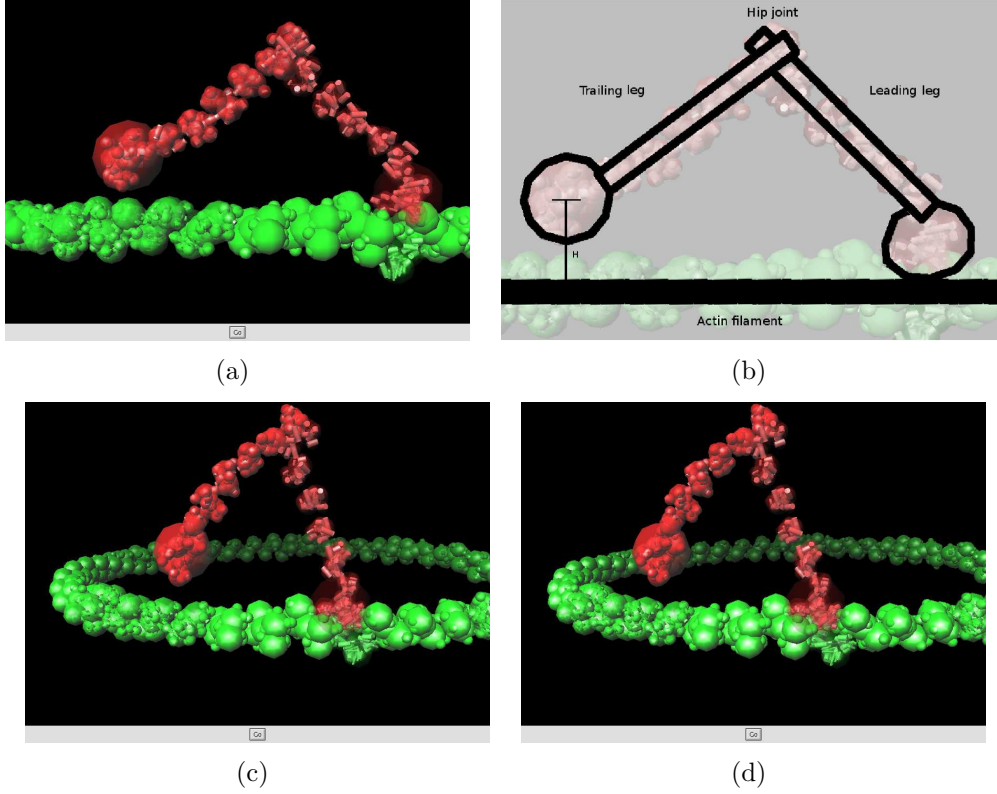 Hip joint
Trailing leg
Leading leg
H
Actin filament
Go
(a)
(b)
Go
Go
(c)
(d)